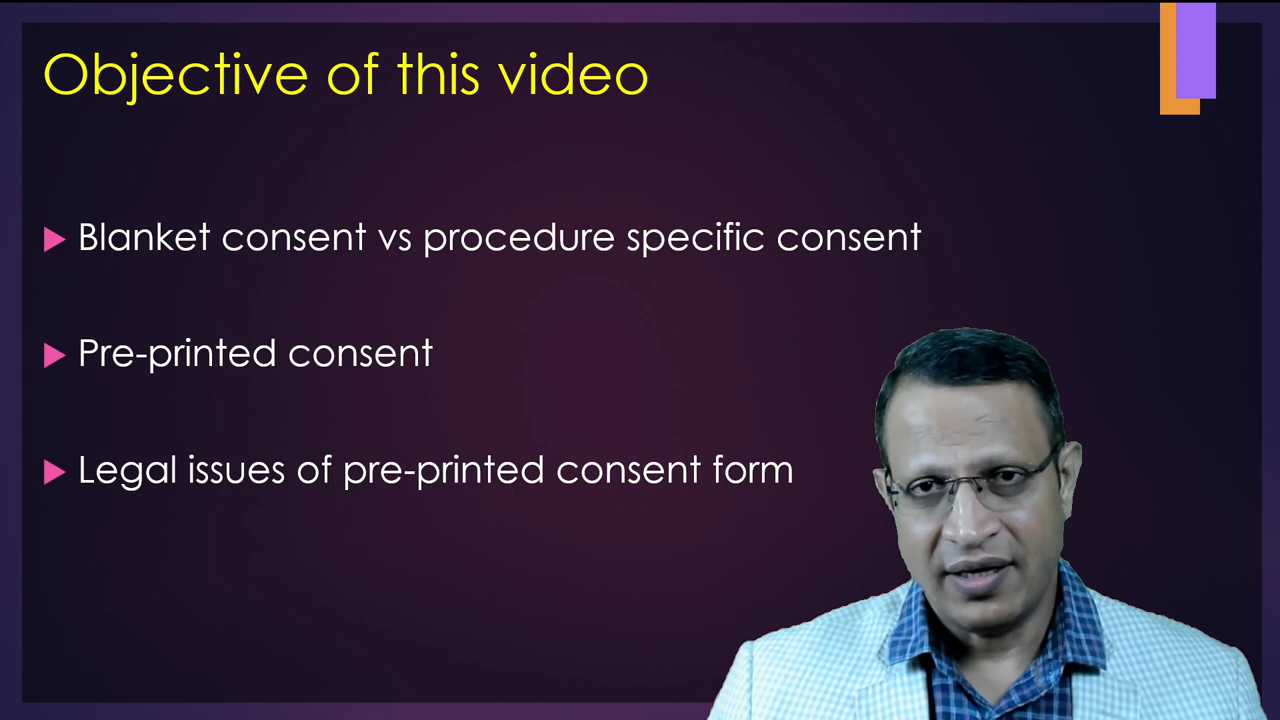 Objective of this video
Blanket consent vs procedure specific consent
Pre-printed consent
Legal issues of pre-printed consent form